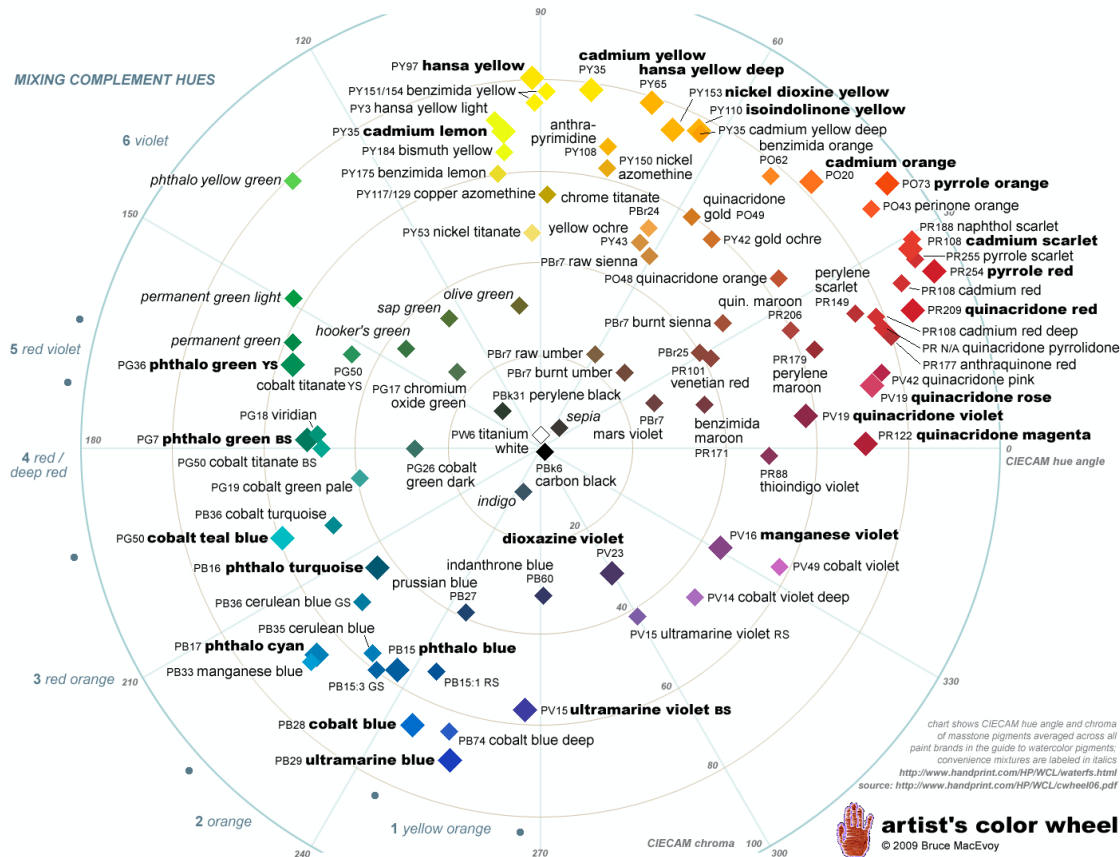 90
120
60
MIXING COMPLEMENT HUES
cadmium yellow
PY35
PY97 hansa yellow
hansa yellow deep
PY65
PY151/154 benzimida yellow
PY153 nickel dioxine yellow
PY3 hansa yellow light
PY110
isoindolinone yellow
PY35 cadmium lemon
anthra-
pyrimidine
PY108
PY35 cadmium yellow deep
benzimida orange
6 violet
PY184 bismuth yellow
PO62
cadmium orange
PO20
PY150 nickel
azomethine
PY175 benzimida lemon
phthalo yellow green
PO73 pyrrole orange
PY117/129 copper azomethine
chrome titanate
quinacridone
gold PO49
PO43 perinone orange
150
30
PBr24
yellow ochre
PY43
PY53 nickel titanate
PY42 gold ochre
PR188 naphthol scarlet
PR108 cadmium scarlet
PR255 pyrrole scarlet
PBr7 raw sienna
PR254 pyrrole red
PO48 quinacridone orange
perylene
scarlet
PR149
PR108 cadmium red
permanent green light
olive green
sap green
quin. maroon
PR206
PR209 quinacridone red
hooker's green
PBr7 burnt sienna
PR108 cadmium red deep
permanent green
PR N/A quinacridone pyrrolidone
5 red violet
PG36 phthalo green YS
PG50
cobalt titanate YS
PBr7 raw umber
PBr25
PR101
venetian red
PR179
perylene
maroon
PR177 anthraquinone red
PBr7 burnt umber
PV42 quinacridone pink
PG17 chromium
oxide green
PBk31 perylene black
PV19
quinacridone rose
PG18 viridian
sepia
PBr7
mars violet
benzimida
maroon
PR171
PV19 quinacridone violet
180
PG7 phthalo green BS
PW6 titanium
white
PR122 quinacridone magenta
4 red /
deep red
0
CIECAM hue angle
PG50 cobalt titanate BS
PG26 cobalt
green dark
PBk6
carbon black
PR88
thioindigo violet
PG19 cobalt green pale
indigo
PB36 cobalt turquoise
20
PG50 cobalt teal blue
dioxazine violet
PV23
PV16 manganese violet
PB16 phthalo turquoise
indanthrone blue
PB60
PV49 cobalt violet
prussian blue
PB27
PB36 cerulean blue GS
40
PV14 cobalt violet deep
PB35 cerulean blue
PV15 ultramarine violet RS
PB17 phthalo cyan
PB15 phthalo blue
PB33 manganese blue
PB15:3 GS
PB15:1 RS
3 red orange
210
60
330
PV15 ultramarine violet BS
PB28 cobalt blue
PB74 cobalt blue deep
PB29 ultramarine blue
80
chart shows CIECAM hue angle and chroma
of masstone pigments averaged across all
paint brands in the guide to watercolor pigments;
convenience mixtures are labeled in italics
http://www.handprint.com/HP/WCL/waterfs.html
source: http://www.handprint.com/HP/WCL/cwheel06.pdf
2 orange
1 yellow orange
240
270
CIECAM chroma
100
300
artist's color wheel
© 2009 Bruce MacEvoy